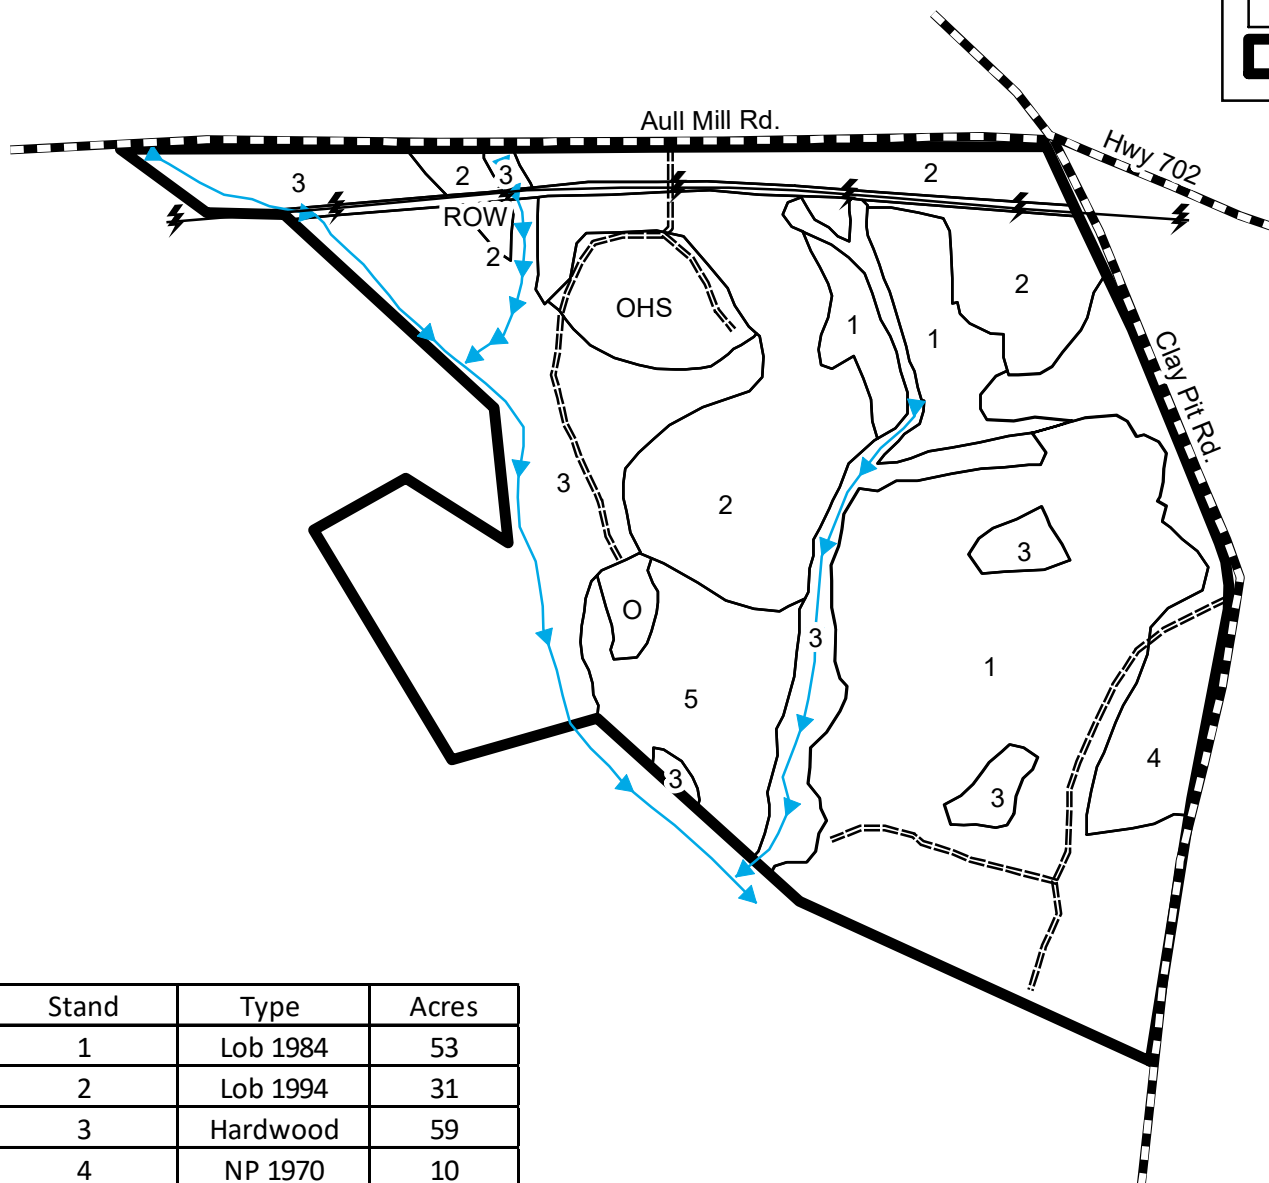 Aull Mill Rd.
Hwy 702
3
2
3
2
ROW
2
OHS
2
1
1
Clay Pit Rd.
3
2
3
O
3
1
5
4
3
3
Stand Type Acres
1 Lob 1984 53
2 Lob 1994 31
3 Hardwood 59
4 NP 1970 10